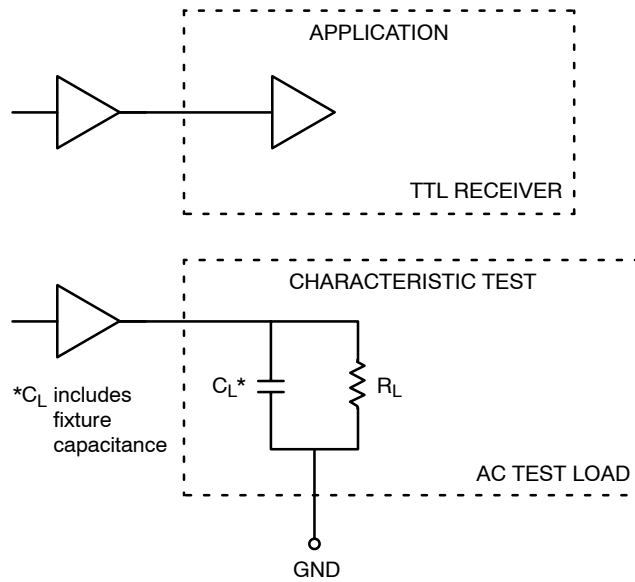 APPLICATION
TTL RECEIVER
CHARACTERISTIC TEST
*CL includes
fixture
capacitance
CL*
RL
AC TEST LOAD
GND